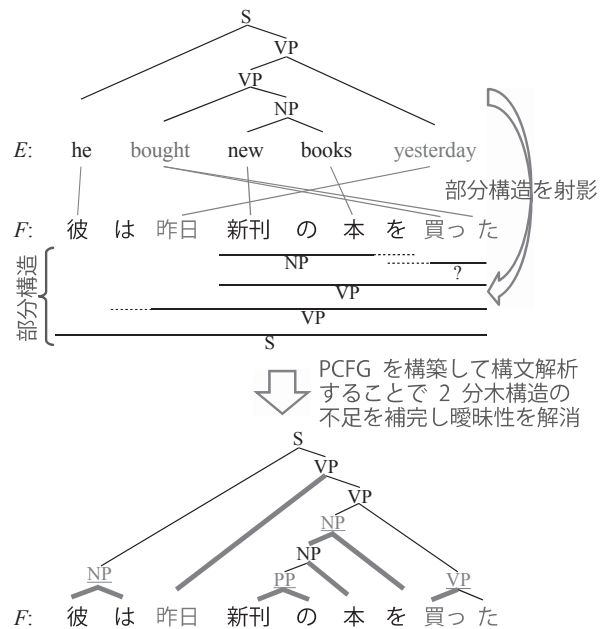 S
VP
VP
NP
E: he bought new books yesterday
部分構造を射影
F: 彼 は 昨日 新刊 の 本 を 買っ た
部分構造
NP
?
VP
VP
S
PCFG を構築して構文解析
することで 2 分木構造の
不足を補完し曖昧性を解消
S
VP
VP
NP
NP
NP PP VP
F: 彼 は 昨日 新刊 の 本 を 買っ た